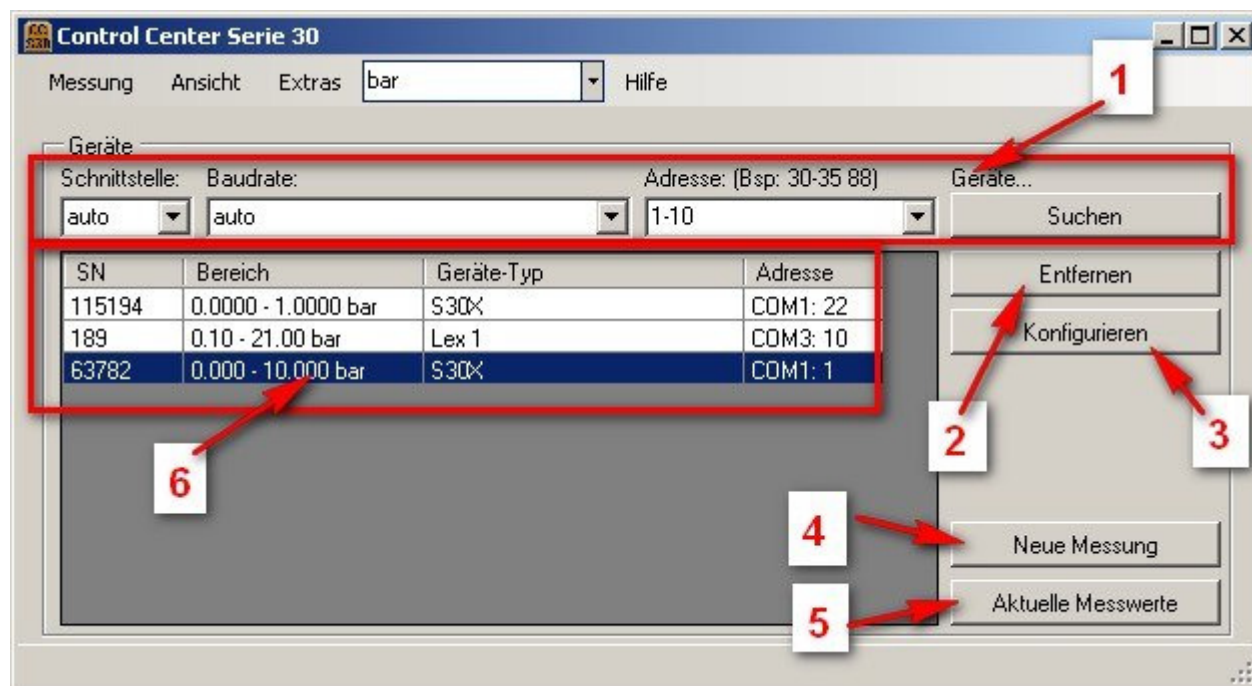 CC
S30
Control Center Serie 30
Messung Ansicht Extras bar Hilfe
1
Geräte
Schnittstelle: Baudrate: Adresse: (Bsp: 30-35 88) Geräte...
auto auto 1-10 Suchen
SN Bereich Geräte-Typ Adresse Entfernen
115194 0.0000 - 1.0000 bar S30X COM1: 22
189 0.10 - 21.00 bar Lex 1 COM3: 10 Konfigurieren
63782 0.000 - 10.000 bar S30X COM1: 1
2 3
6
4 Neue Messung
5 Aktuelle Messwerte